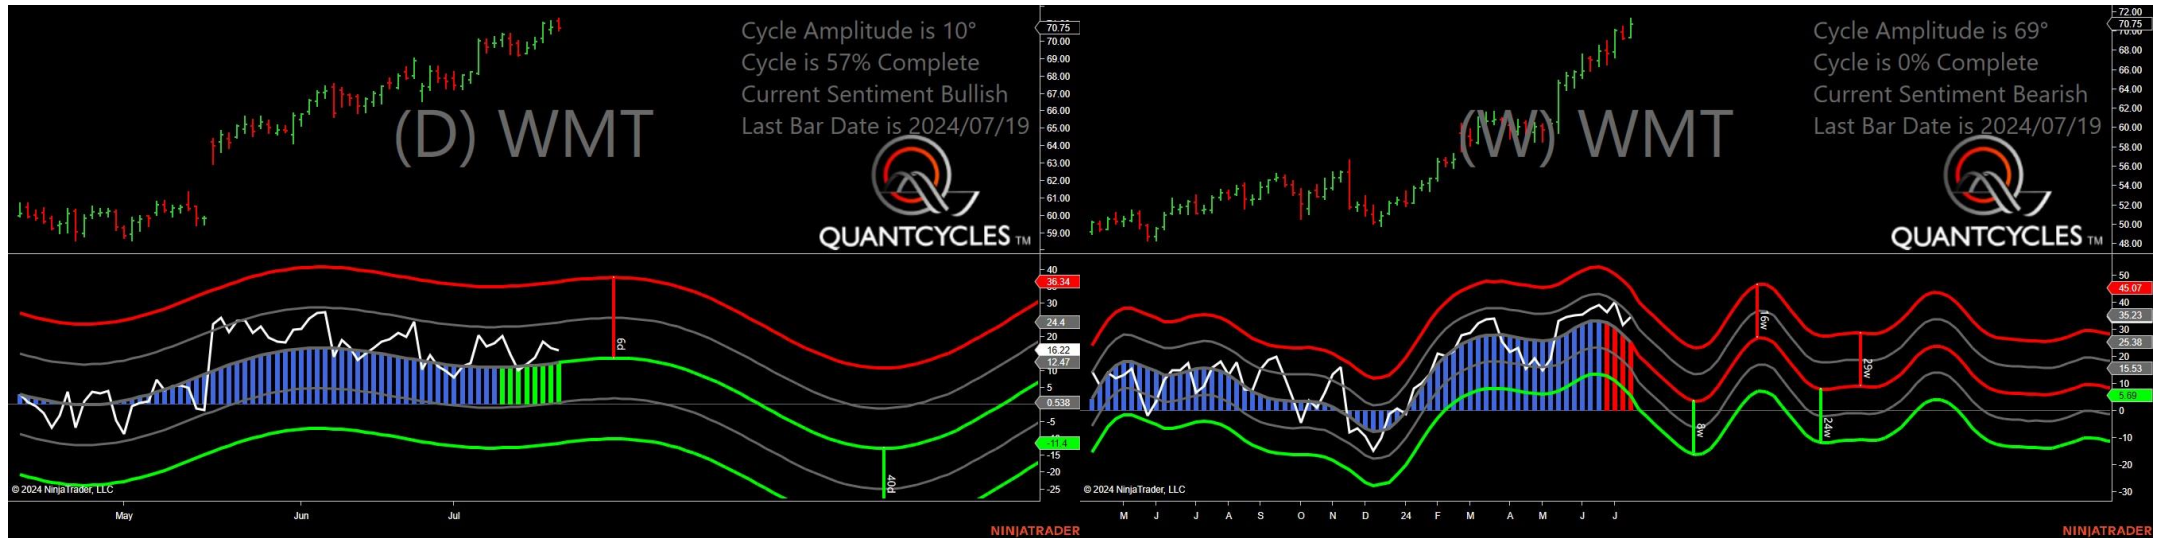 Cycle Amplitude is 10°
Cycle is 57% Complete
Current Sentiment Bullish
Last Bar Date is 2024/07/19
(D) WMT
QUANTCYCLES TM
70.75
70.00
69.00
68.00
67.00
66.00
65.00
64.00
63.00
62.00
61.00
60.00
59.00
40
36.34
30
24.4
20
16.22
12.47
10
5
0.538
-5
-11.4
-15
-20
-25
6d
40d
© 2024 NinjaTrader, LLC
May Jun Jul
NINJATRADER
Cycle Amplitude is 69°
Cycle is 0% Complete
Current Sentiment Bearish
Last Bar Date is 2024/07/19
(W) WMT
QUANTCYCLES TM
72.00
70.75
70.00
68.00
66.00
64.00
62.00
60.00
58.00
56.00
54.00
52.00
50.00
48.00
50
45.07
40
35.23
30
25.38
20
15.53
10
5.69
0
-10
-20
-30
16w
29w
8w
24w
© 2024 NinjaTrader, LLC
M J J A S O N D 24 F M A M J J
NINJATRADER